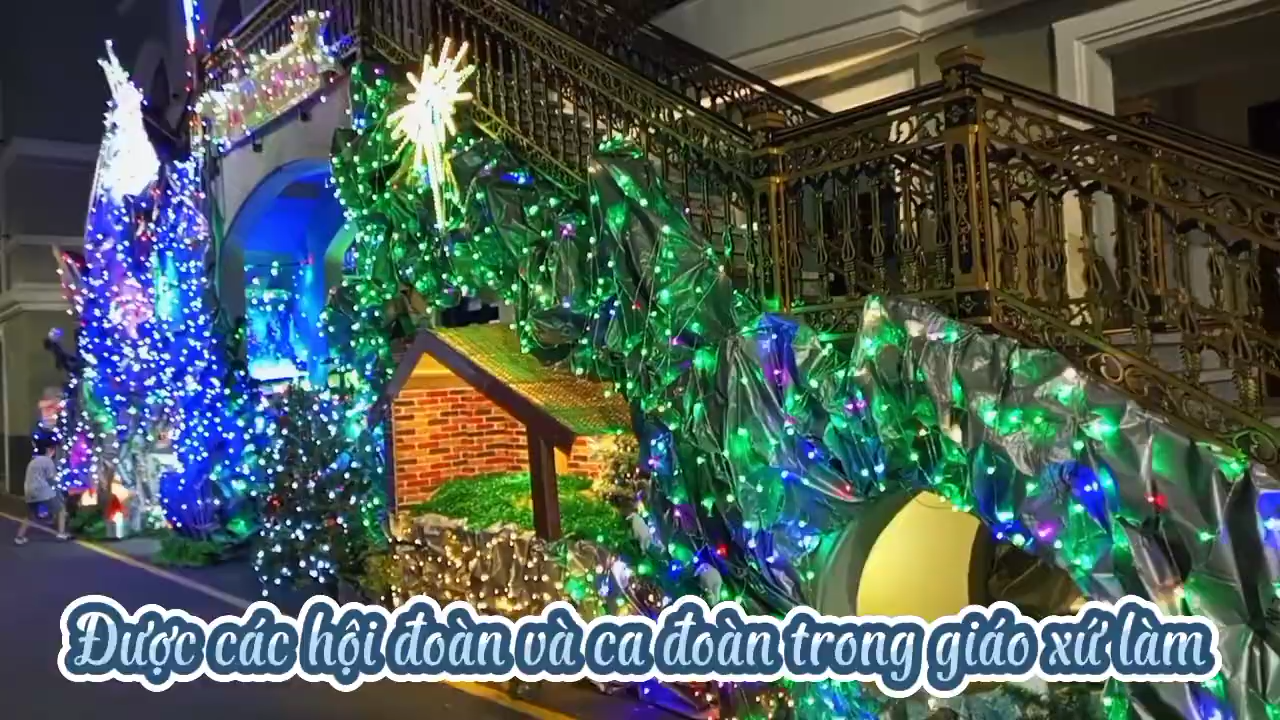 Được các hội đoàn và ca đoàn trong giáo xứ làm